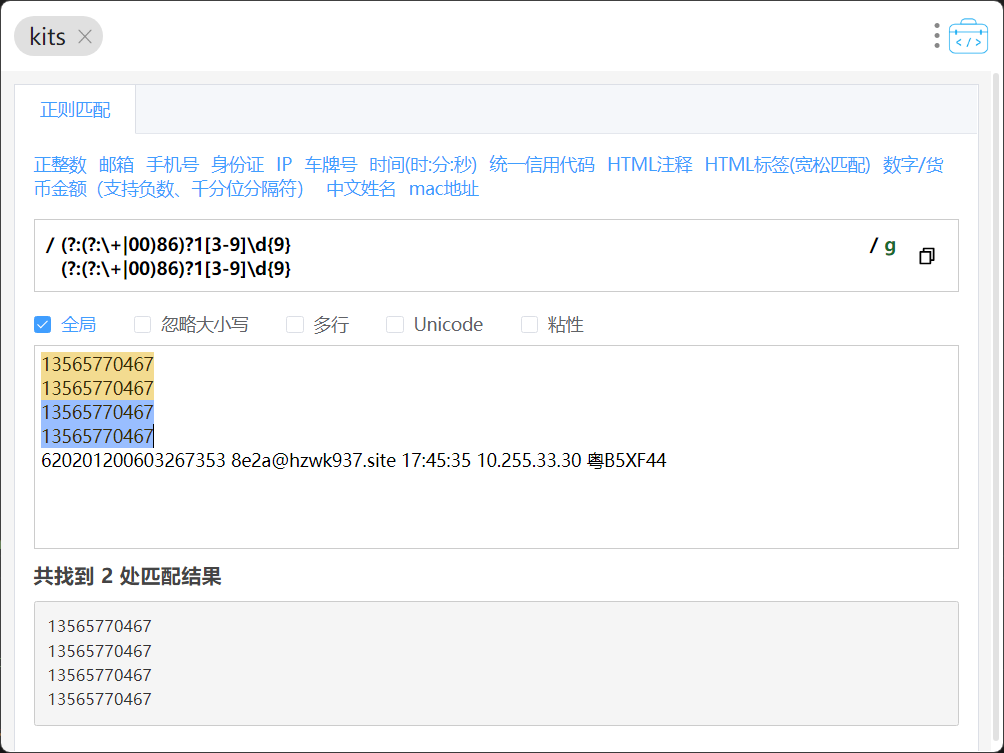 kits
</>
正则匹配
正整数 邮箱 手机号 身份证 IP 车牌号 时间(时:分:秒) 统一信用代码 HTML注释 HTML标签(宽松匹配) 数字/货
币金额（支持负数、千分位分隔符） 中文姓名 mac地址
/ (?:(?:\+|00)86)?1[3-9]\d{9} / g
(?:(?:\+|00)86)?1[3-9]\d{9}
全局 忽略大小写 多行 Unicode 粘性
13565770467
13565770467
13565770467
13565770467
620201200603267353 8e2a@hzwk937.site 17:45:35 10.255.33.30 粤B5XF44
共找到 2 处匹配结果
13565770467
13565770467
13565770467
13565770467